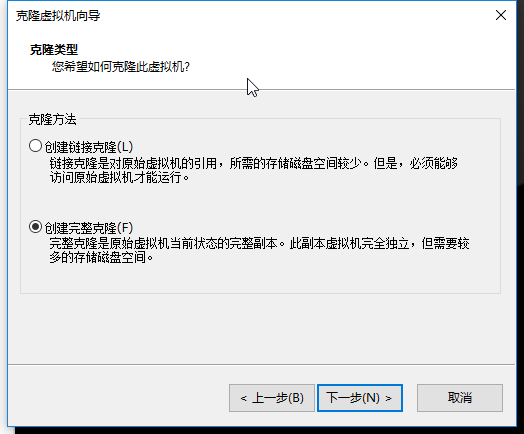 克隆虚拟机向导
克隆类型
您希望如何克隆此虚拟机?
克隆方法
创建链接克隆(L)
链接克隆是对原始虚拟机的引用，所需的存储磁盘空间较少。但是，必须能够
访问原始虚拟机才能运行。
创建完整克隆(F)
完整克隆是原始虚拟机当前状态的完整副本。此副本虚拟机完全独立，但需要较
多的存储磁盘空间。
< 上一步(B) 下一步(N) > 取消